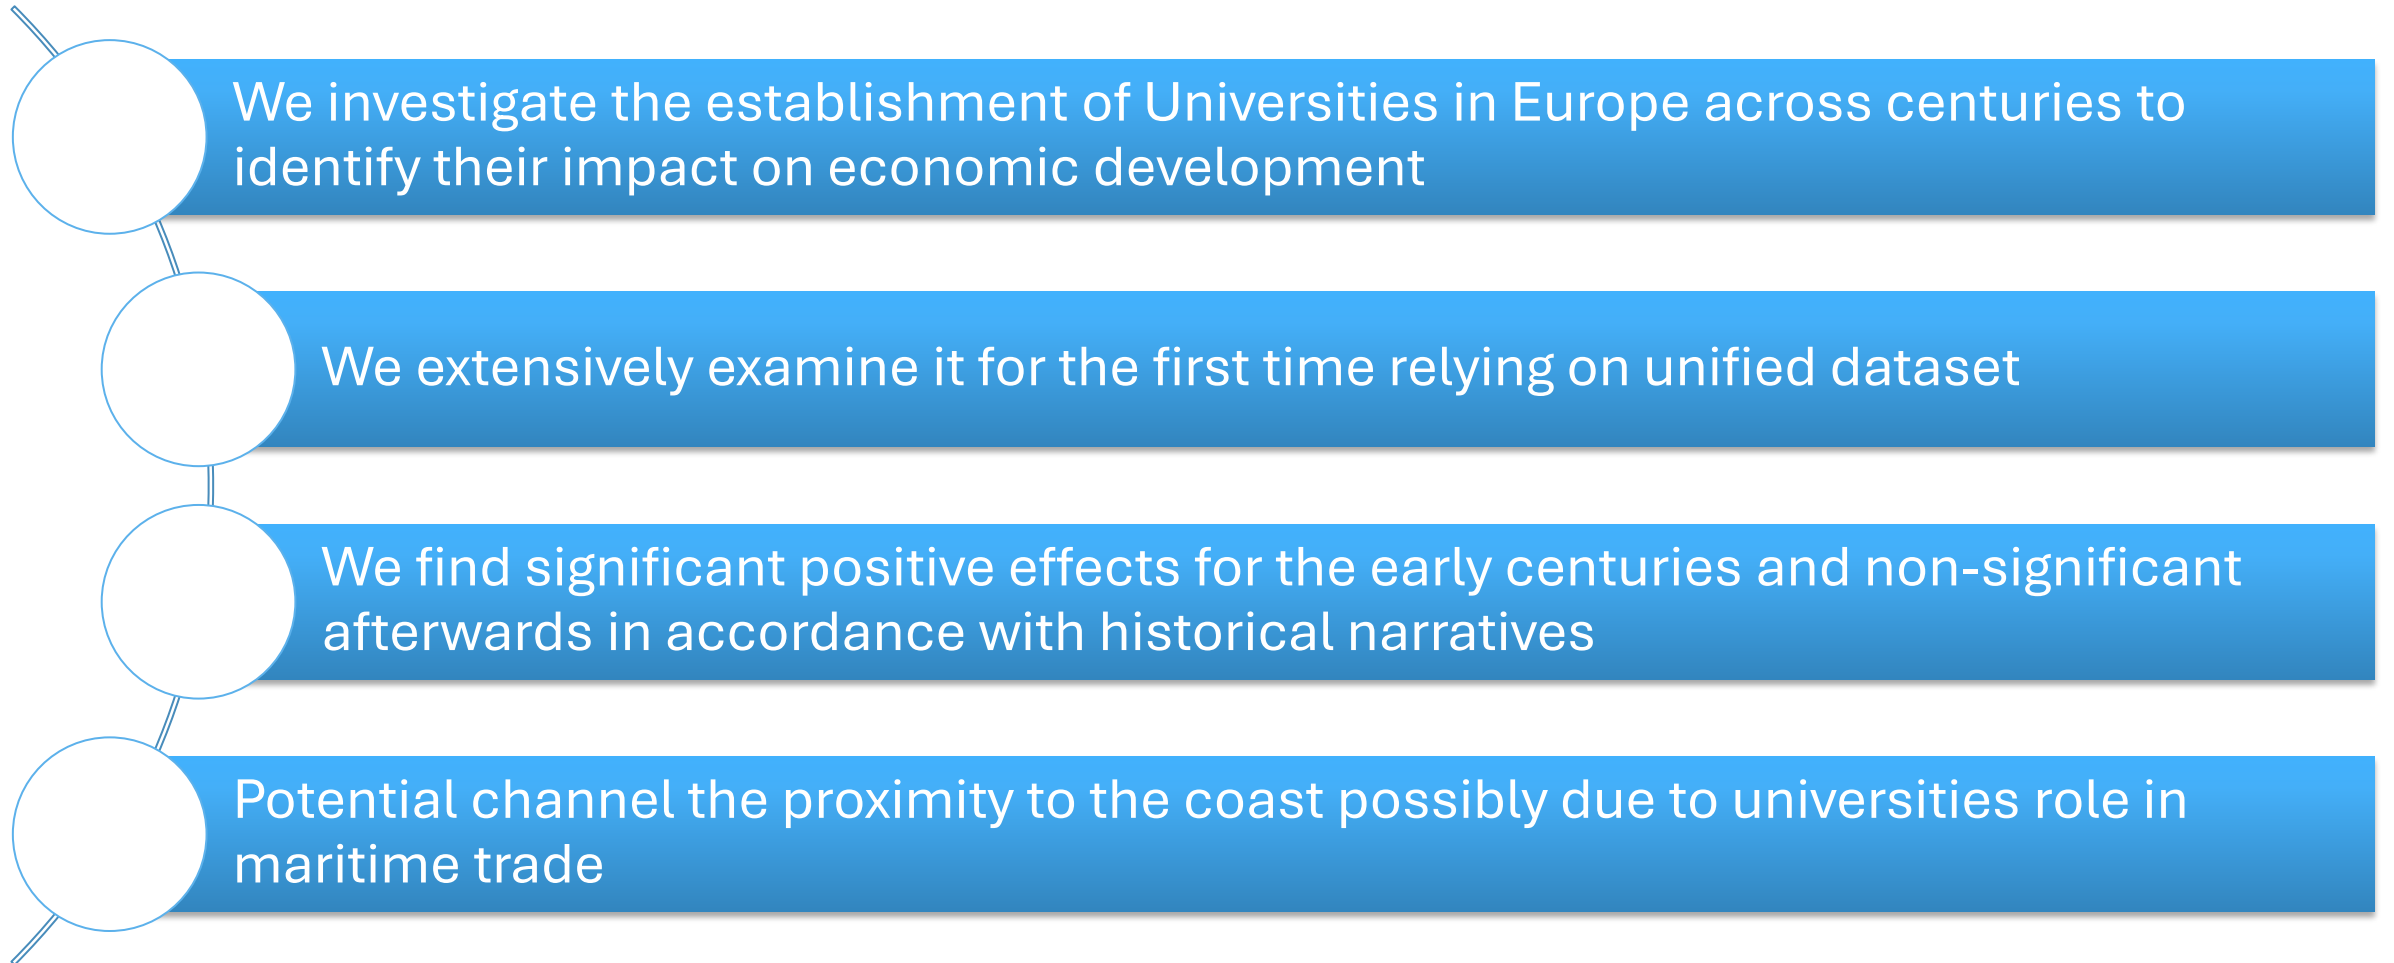 We investigate the establishment of Universities in Europe across centuries to
identify their impact on economic development
We extensively examine it for the first time relying on unified dataset
We find significant positive effects for the early centuries and non-significant
afterwards in accordance with historical narratives
Potential channel the proximity to the coast possibly due to universities role in
maritime trade